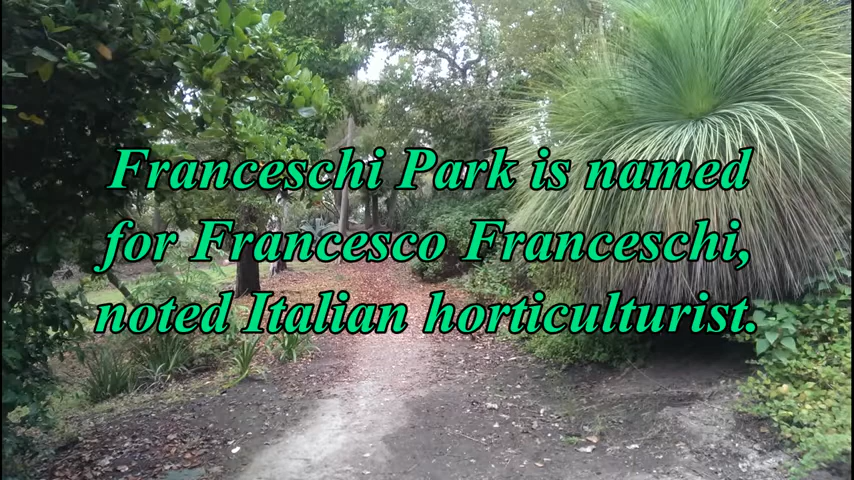 Franceschi Park is named
for Francesco Franceschi,
noted Italian horticulturist.